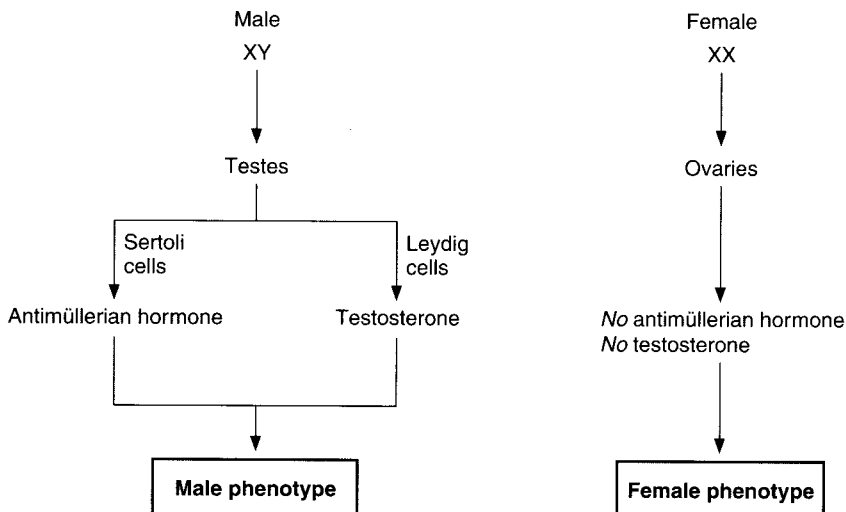 Male
XY
Testes
Sertoli
cells
Leydig
cells
Antimüllerian hormone
Testosterone
Male phenotype
Female
XX
Ovaries
No antimüllerian hormone
No testosterone
Female phenotype